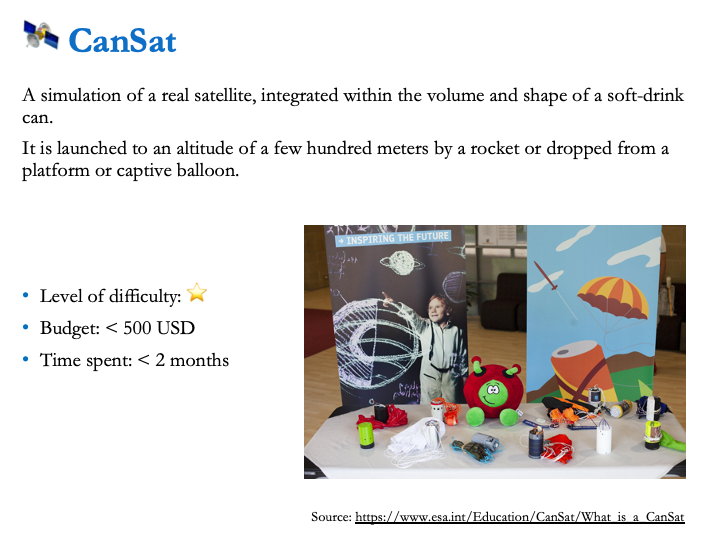 CanSat
A simulation of a real satellite, integrated within the volume and shape of a soft-drink
can.
It is launched to an altitude of a few hundred meters by a rocket or dropped from a
platform or captive balloon.
→ INSPIRING THE FUTURE
• Level of difficulty: ⭐
• Budget: < 500 USD
• Time spent: < 2 months
Source: https://www.esa.int/Education/CanSat/What_is_a_CanSat